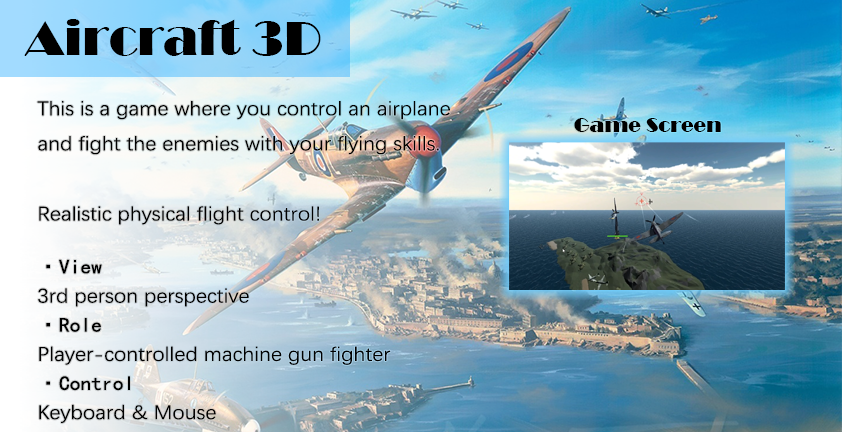 Aircraft 3D
This is a game where you control an airplane
and fight the enemies with your flying skills.
Realistic physical flight control!
・View
3rd person perspective
・Role
Player-controlled machine gun fighter
・Control
Keyboard & Mouse
Game Screen